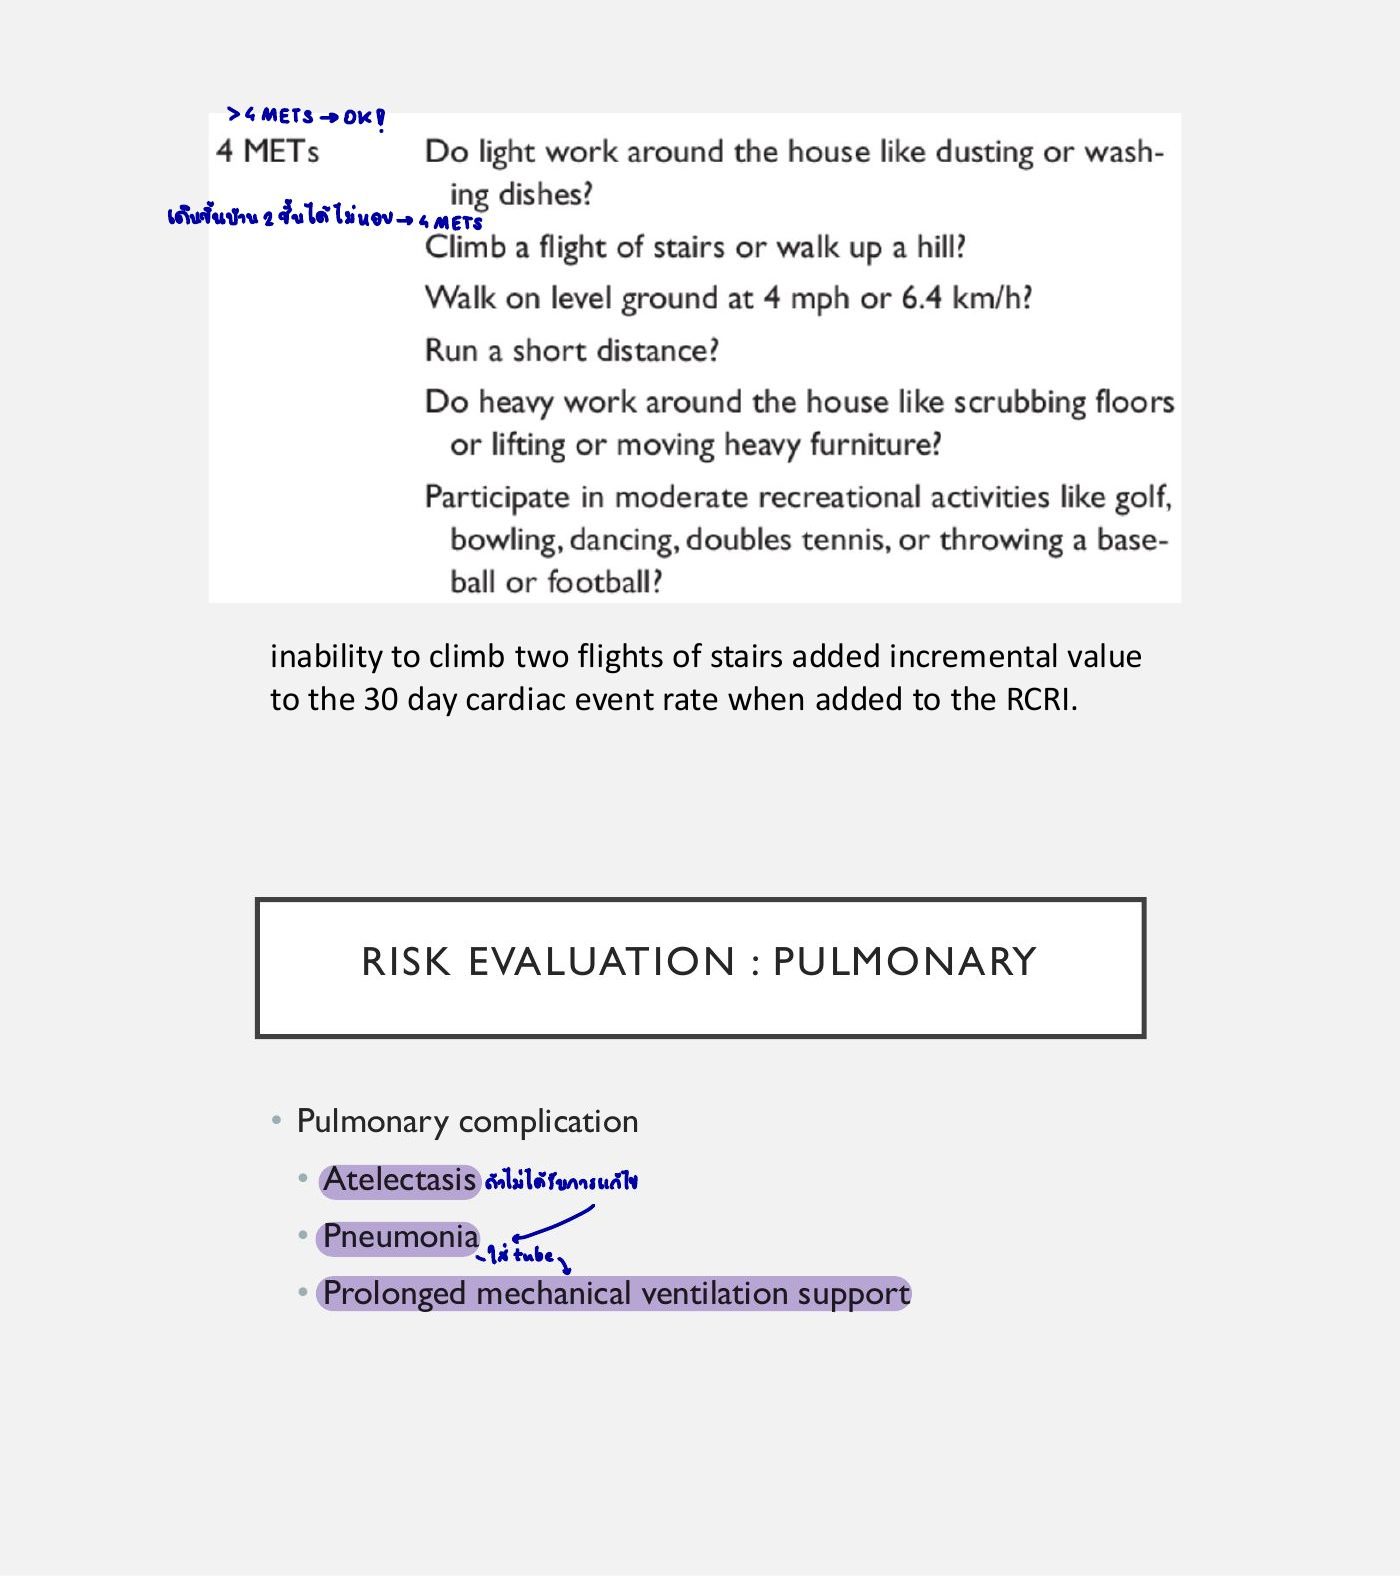 >4 METS → OK!
4 METs
Do light work around the house like dusting or wash-
ing dishes?
เดินขึ้นบ้าน 2 ชั้นได้ ไม่หอบ → 4 METS
Climb a flight of stairs or walk up a hill?
Walk on level ground at 4 mph or 6.4 km/h?
Run a short distance?
Do heavy work around the house like scrubbing floors
or lifting or moving heavy furniture?
Participate in moderate recreational activities like golf,
bowling, dancing, doubles tennis, or throwing a base-
ball or football?
inability to climb two flights of stairs added incremental value
to the 30 day cardiac event rate when added to the RCRI.
RISK EVALUATION : PULMONARY
• Pulmonary complication
• Atelectasis ถ้าไม่ได้รับการแก้ไข
• Pneumonia
ใส่ tube
• Prolonged mechanical ventilation support